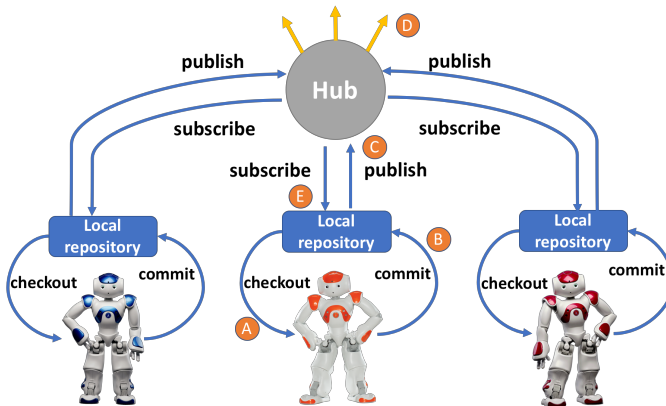 D
publish
publish
Hub
subscribe
subscribe
C
subscribe
publish
E
Local
repository
Local
repository
Local
repository
B
checkout
commit
checkout
commit
checkout
commit
A